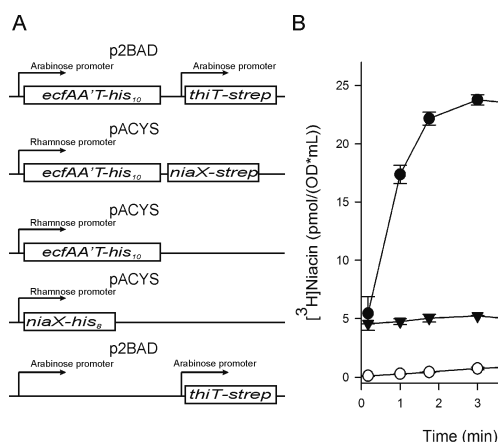 A
p2BAD
Arabinose promoter
Arabinose promoter
ecfAA'T-his10
thiT-strep
pACYS
Rhamnose promoter
ecfAA'T-his10
niaX-strep
pACYS
Rhamnose promoter
ecfAA'T-his10
pACYS
Rhamnose promoter
niaX-his8
p2BAD
Arabinose promoter
Arabinose promoter
thiT-strep
B
[3H]Niacin (pmol/(OD*mL))
25
20
15
10
5
0
0
1
2
3
Time (min)